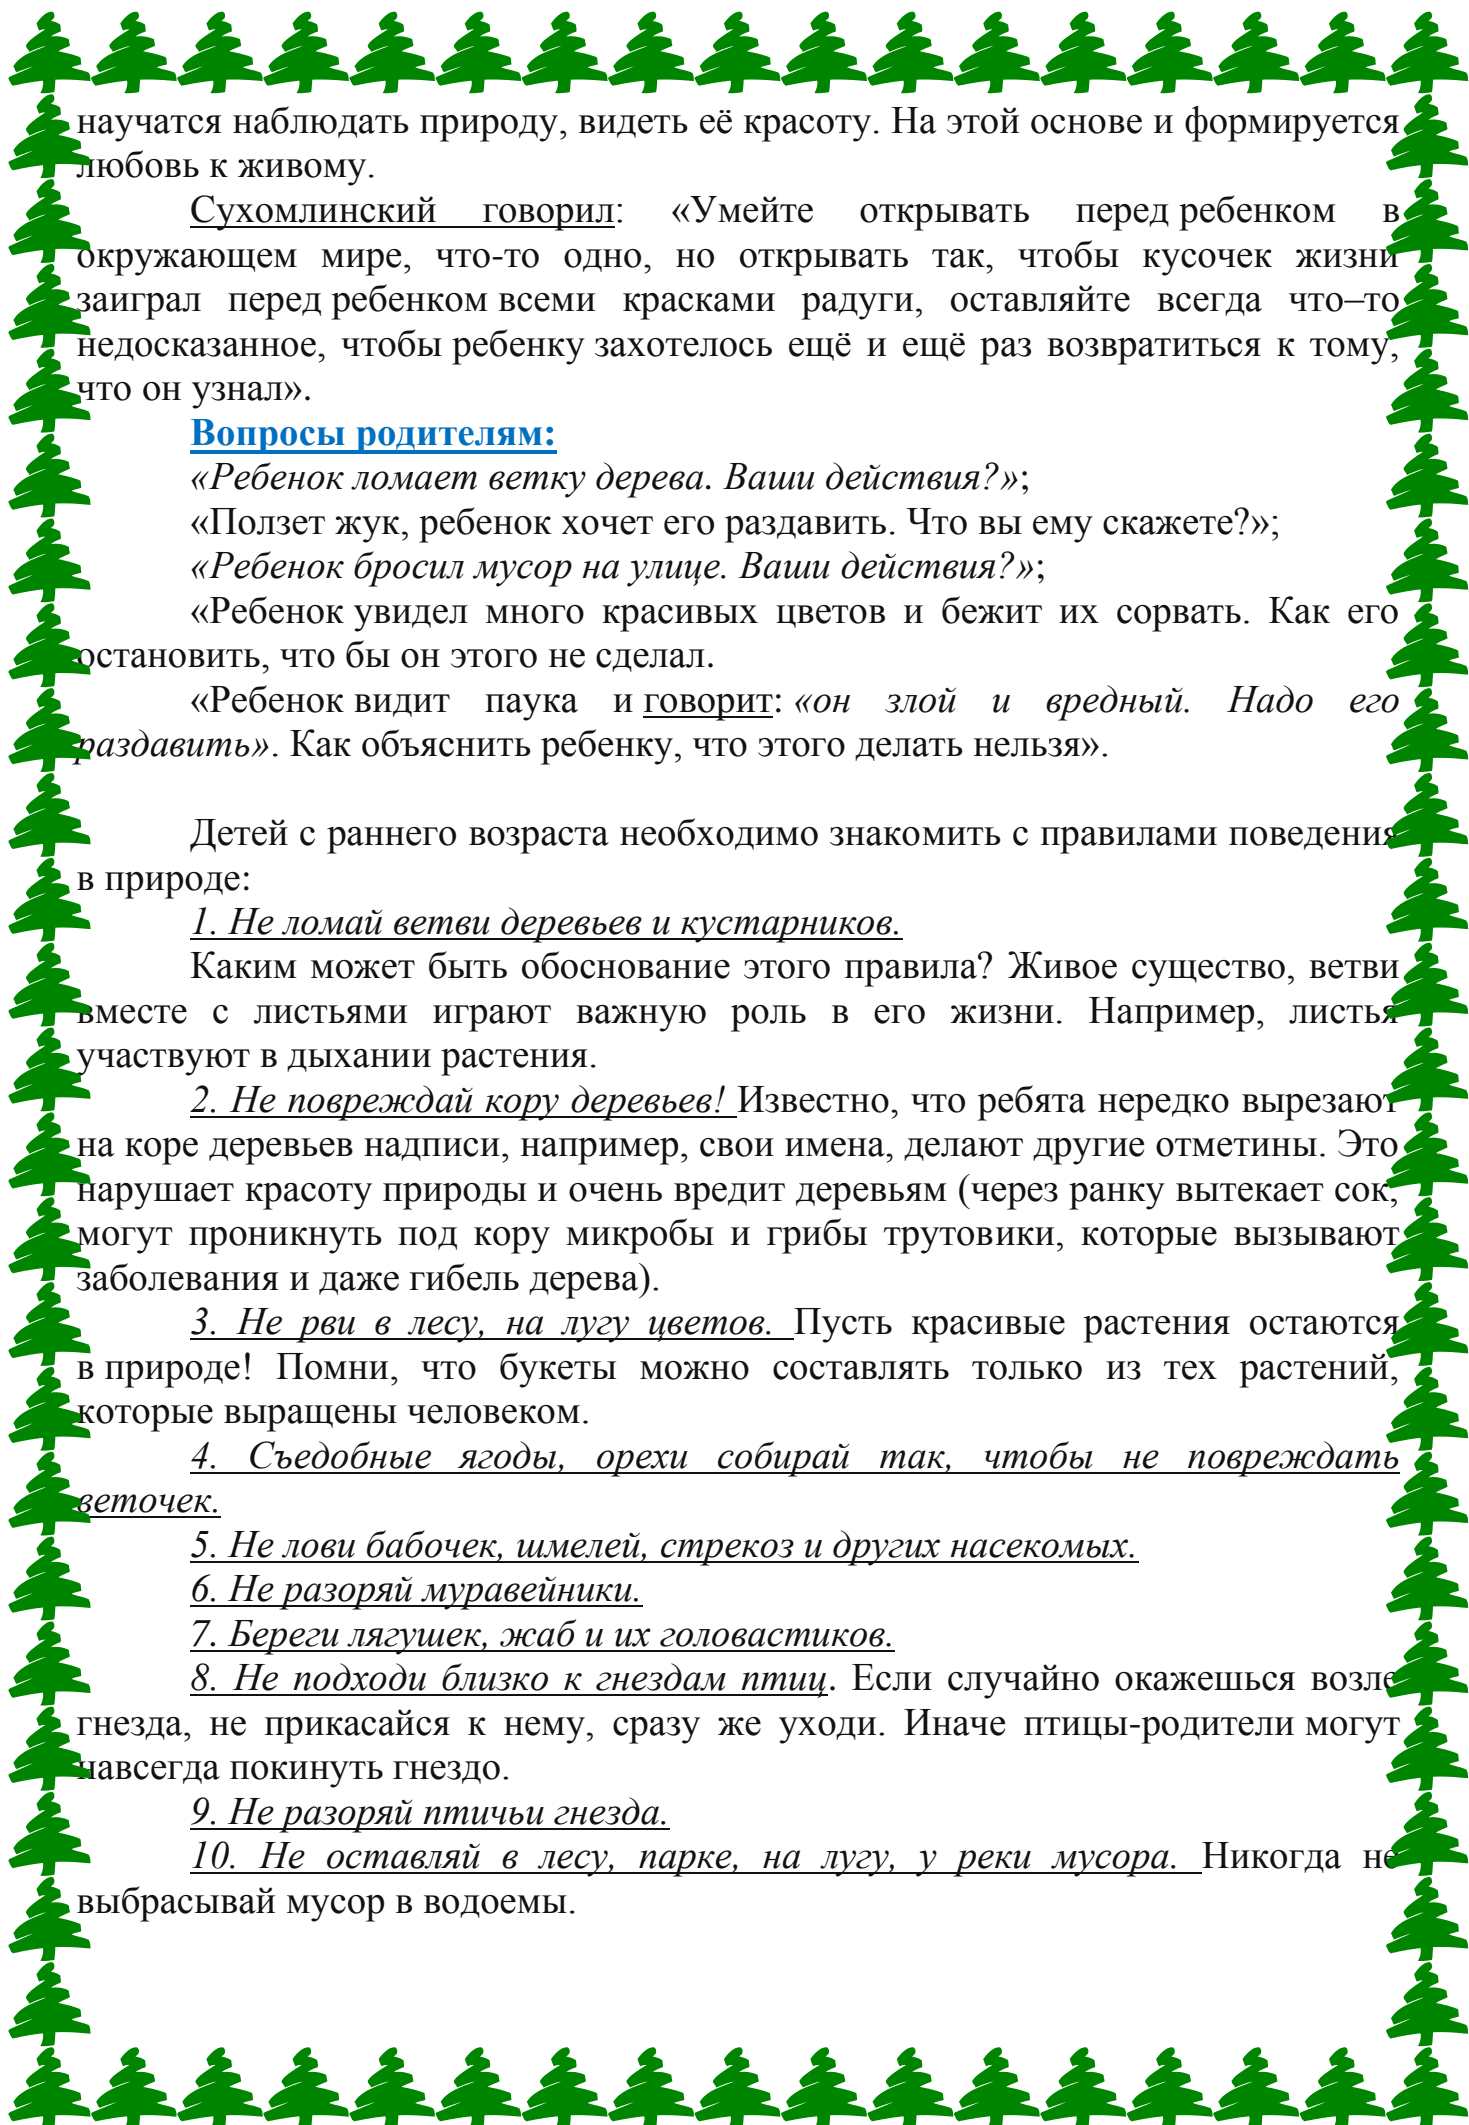 научатся наблюдать природу, видеть её красоту. На этой основе и формируется
любовь к живому.
Сухомлинский говорил: «Умейте открывать перед ребенком в
окружающем мире, что-то одно, но открывать так, чтобы кусочек жизни
заиграл перед ребенком всеми красками радуги, оставляйте всегда что–то
недосказанное, чтобы ребенку захотелось ещё и ещё раз возвратиться к тому,
что он узнал».
Вопросы родителям:
«Ребенок ломает ветку дерева. Ваши действия?»;
«Ползет жук, ребенок хочет его раздавить. Что вы ему скажете?»;
«Ребенок бросил мусор на улице. Ваши действия?»;
«Ребенок увидел много красивых цветов и бежит их сорвать. Как его
остановить, что бы он этого не сделал.
«Ребенок видит паука и говорит: «он злой и вредный. Надо его
раздавить». Как объяснить ребенку, что этого делать нельзя».
Детей с раннего возраста необходимо знакомить с правилами поведения
в природе:
1. Не ломай ветви деревьев и кустарников.
Каким может быть обоснование этого правила? Живое существо, ветви
вместе с листьями играют важную роль в его жизни. Например, листья
участвуют в дыхании растения.
2. Не повреждай кору деревьев! Известно, что ребята нередко вырезают
на коре деревьев надписи, например, свои имена, делают другие отметины. Это
нарушает красоту природы и очень вредит деревьям (через ранку вытекает сок,
могут проникнуть под кору микробы и грибы трутовики, которые вызывают
заболевания и даже гибель дерева).
3. Не рви в лесу, на лугу цветов. Пусть красивые растения остаются
в природе! Помни, что букеты можно составлять только из тех растений,
которые выращены человеком.
4. Съедобные ягоды, орехи собирай так, чтобы не повреждать
веточек.
5. Не лови бабочек, шмелей, стрекоз и других насекомых.
6. Не разоряй муравейники.
7. Береги лягушек, жаб и их головастиков.
8. Не подходи близко к гнездам птиц. Если случайно окажешься возле
гнезда, не прикасайся к нему, сразу же уходи. Иначе птицы-родители могут
навсегда покинуть гнездо.
9. Не разоряй птичьи гнезда.
10. Не оставляй в лесу, парке, на лугу, у реки мусора. Никогда не
выбрасывай мусор в водоемы.